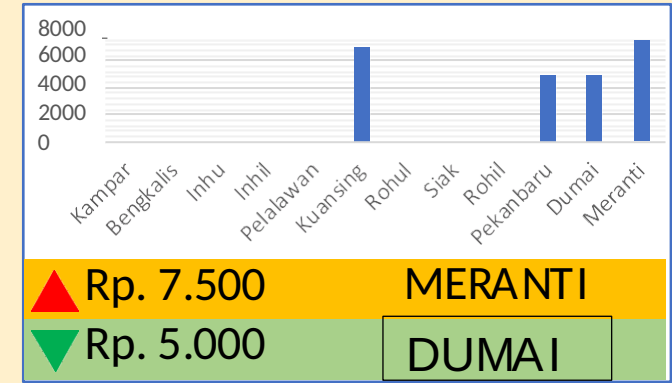 8000
6000
4000
2000
0
Kampar
Bengkalis
Inhu
Inhil
Pelalawan
Kuansing
Rohul
Siak
Rohil
Pekanbaru
Dumai
Meranti
Rp. 7.500 MERANTI
Rp. 5.000 DUMAI